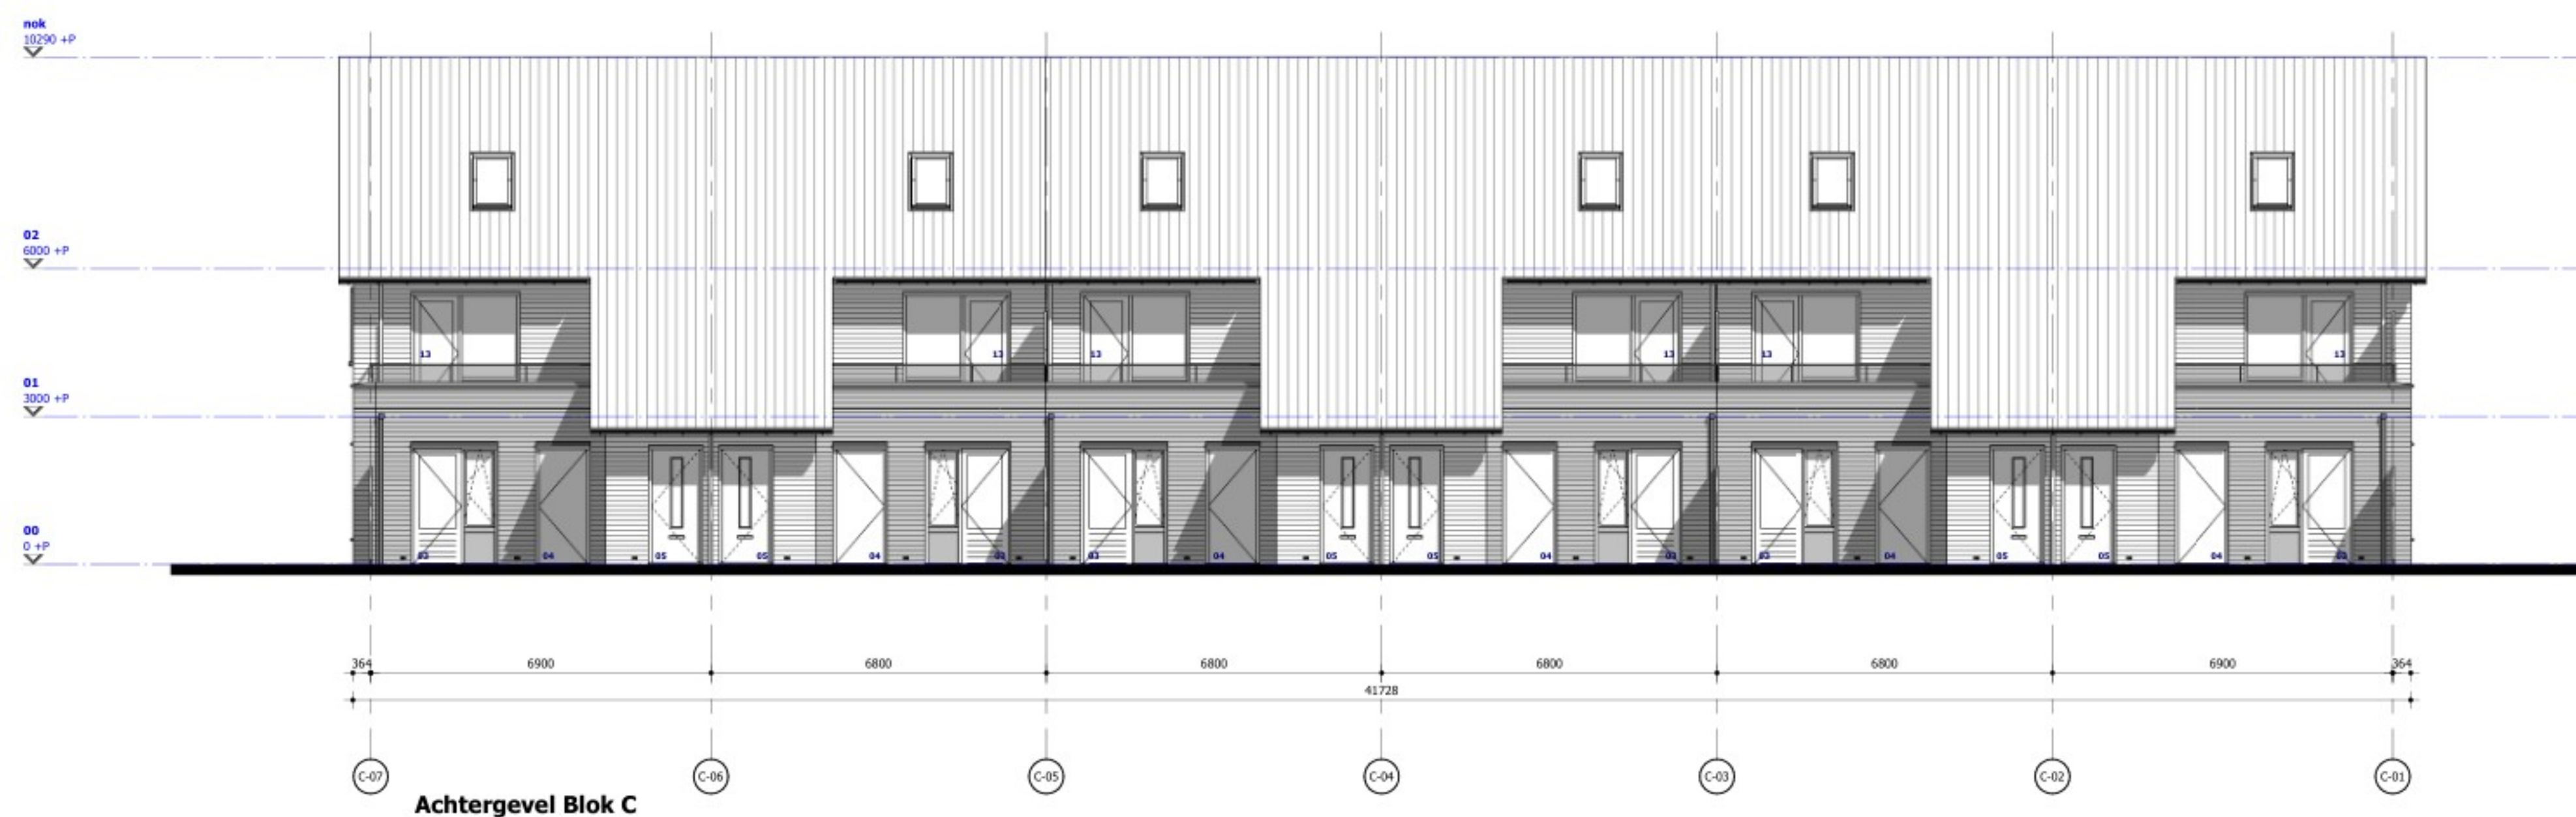 nok
10290 +P
02
6000 +P
13 13 13 13 13 13
01
3000 +P
00
0 +P
03 04 05 05 04 03 03 04 05 05 04 03 03 04 05 05 04 03
364 6900 6800 6800 6800 6800 6900 364
41728
C-07 C-06 C-05 C-04 C-03 C-02 C-01
Achtergevel Blok C